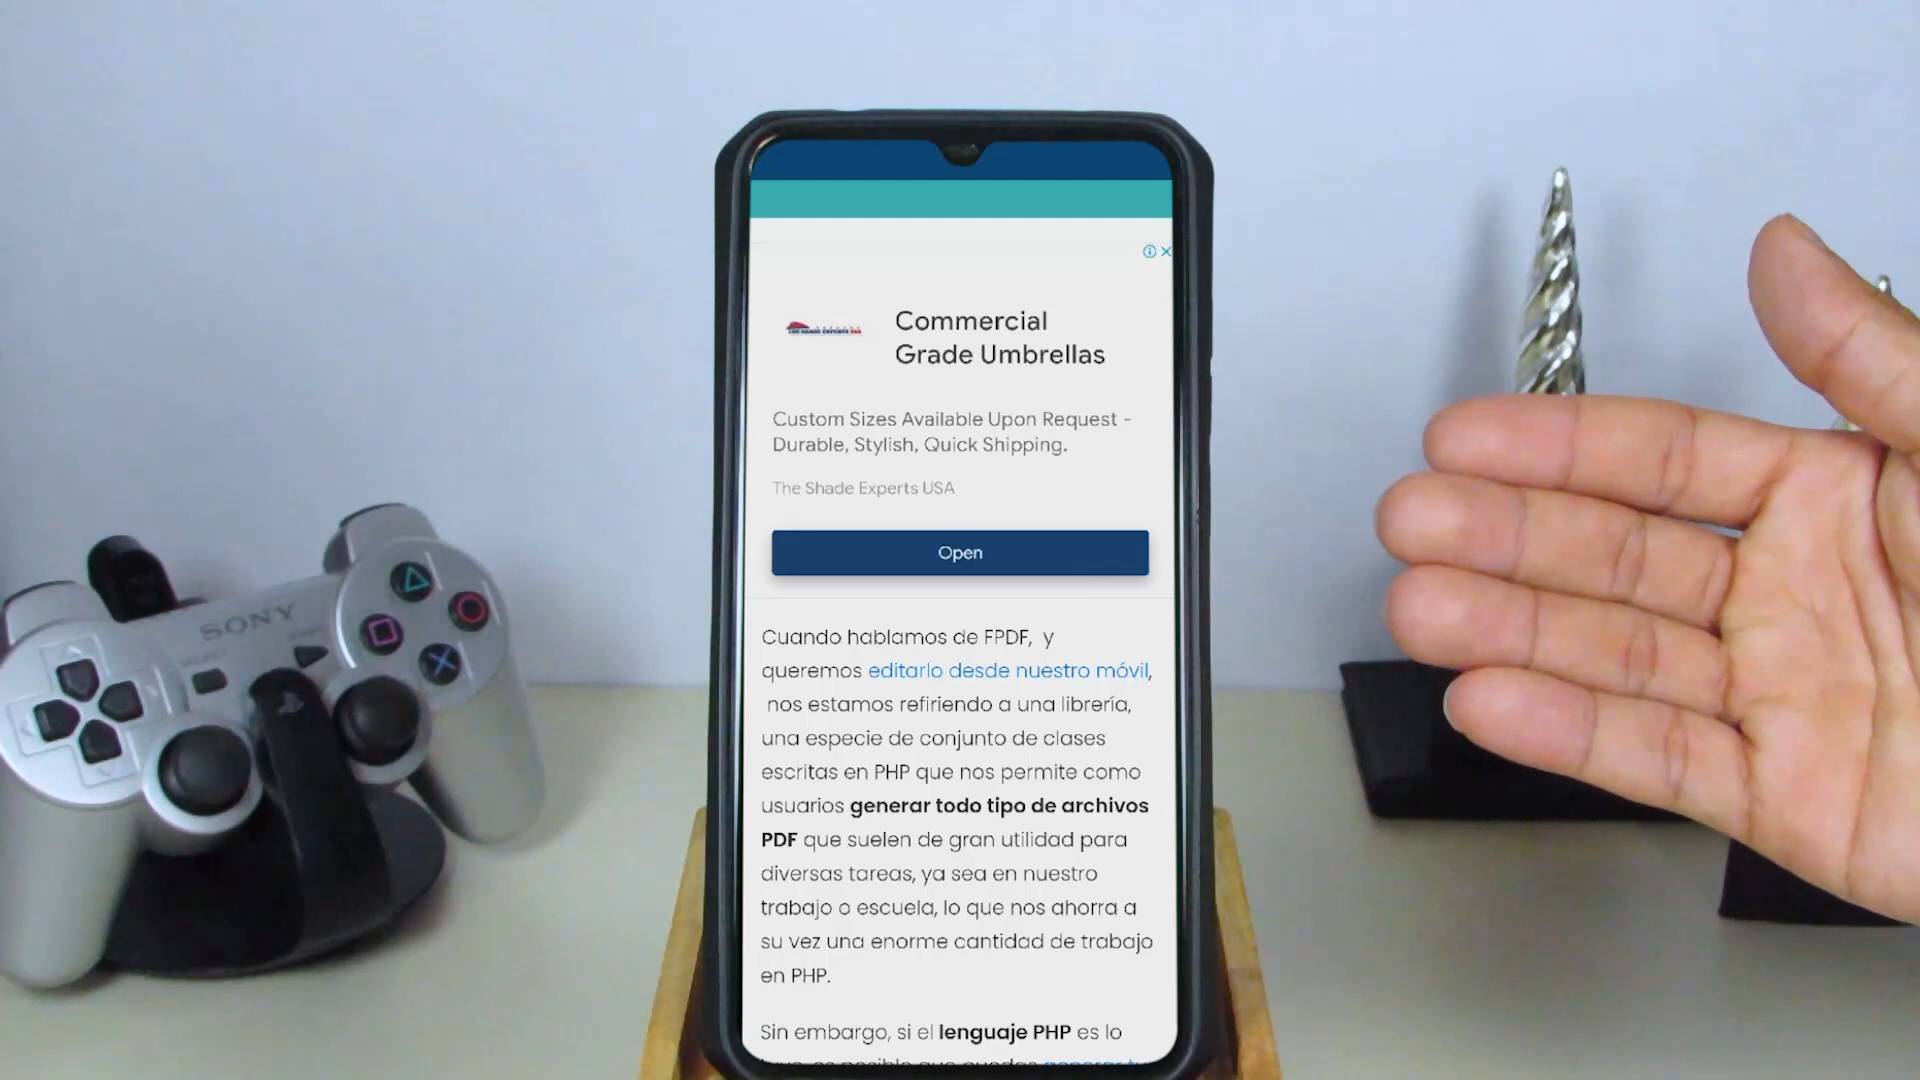 Commercial
Grade Umbrellas
Custom Sizes Available Upon Request -
Durable, Stylish, Quick Shipping.
The Shade Experts USA
Open
Cuando hablamos de FPDF, y
queremos editarlo desde nuestro móvil,
nos estamos refiriendo a una librería,
una especie de conjunto de clases
escritas en PHP que nos permite como
usuarios generar todo tipo de archivos
PDF que suelen de gran utilidad para
diversas tareas, ya sea en nuestro
trabajo o escuela, lo que nos ahorra a
su vez una enorme cantidad de trabajo
en PHP.
Sin embargo, si el lenguaje PHP es lo
SONY